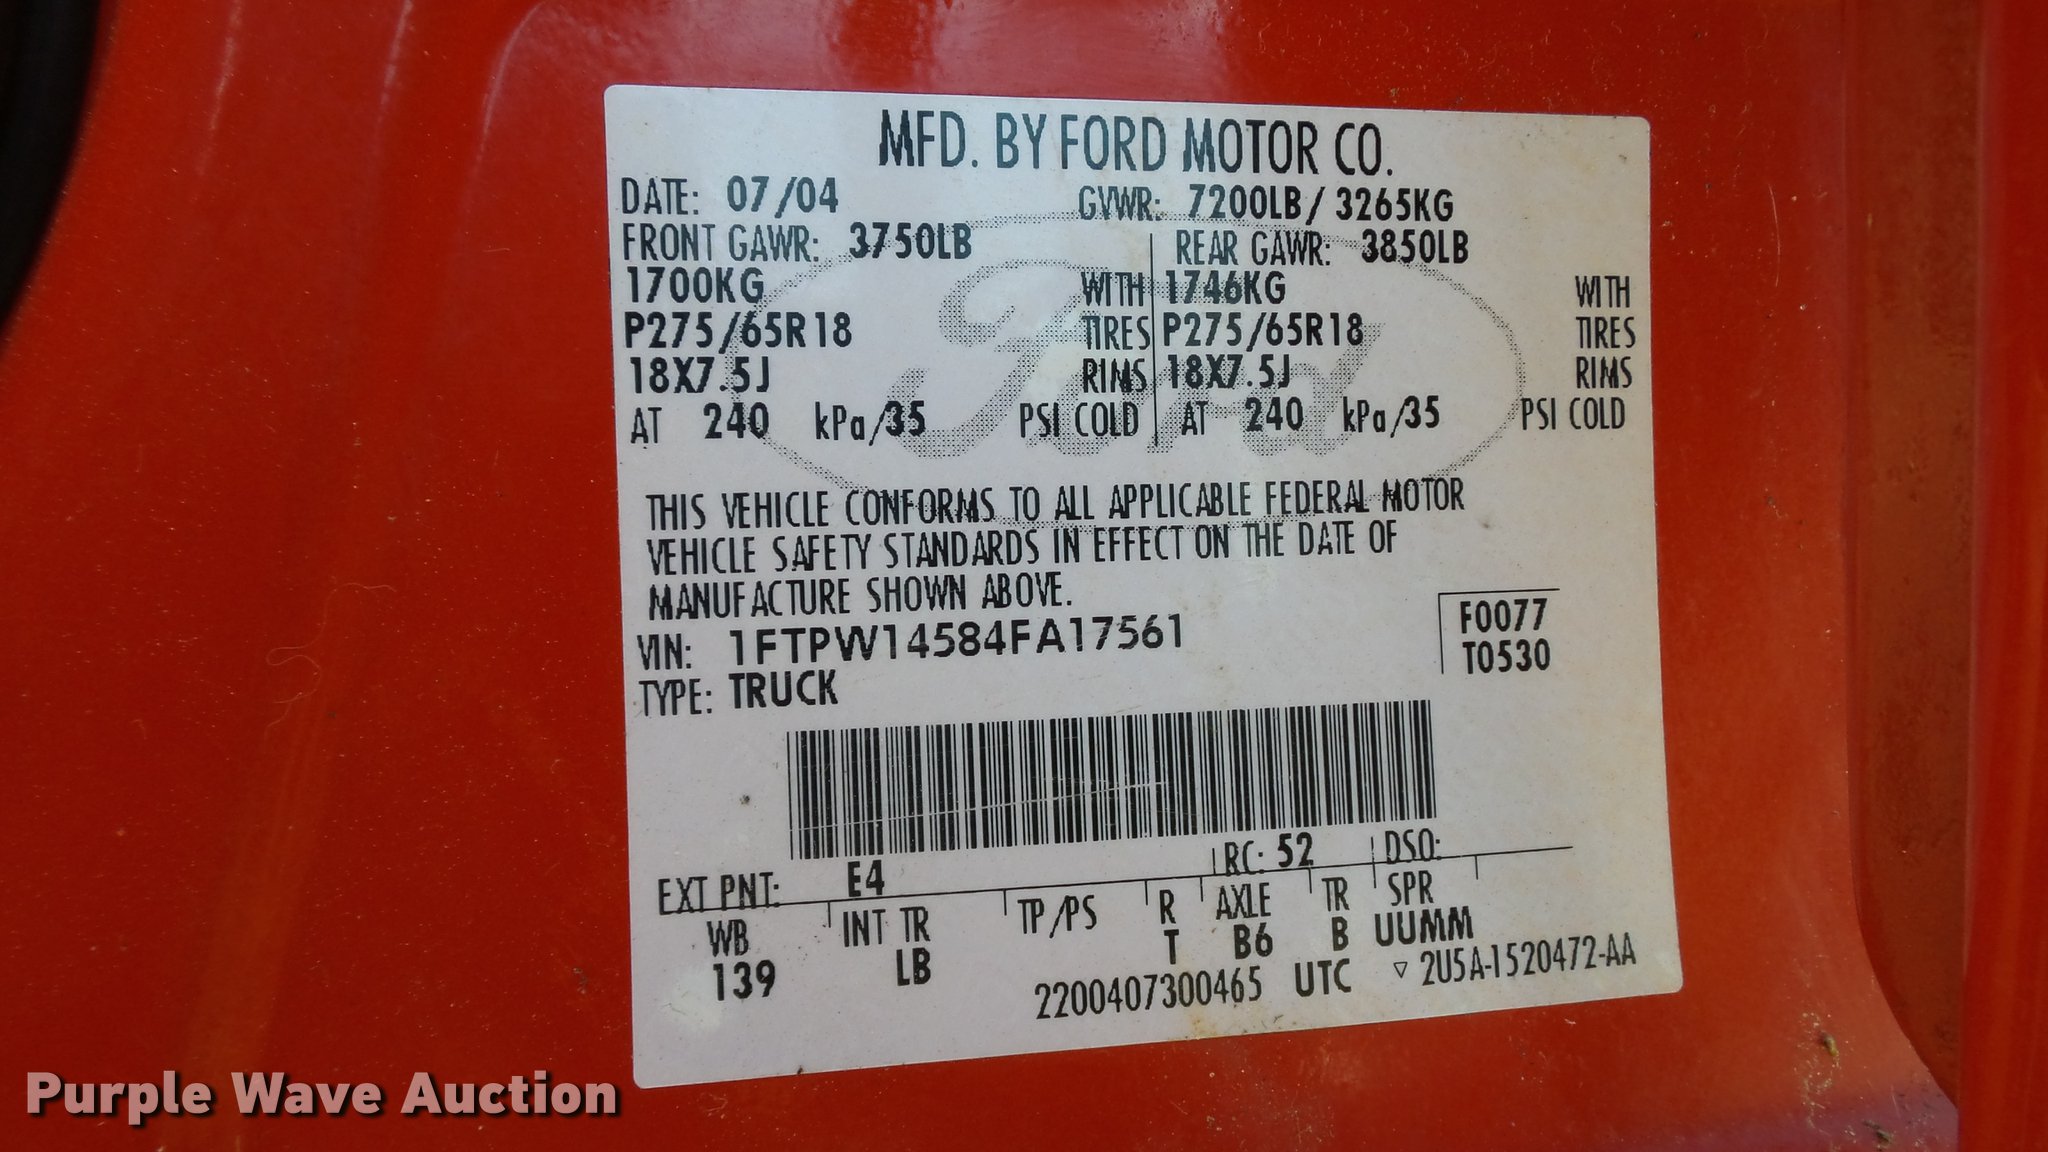 MFD. BY FORD MOTOR CO.
DATE: 07/04 GVWR: 7200LB/ 3265KG
FRONT GAWR: 3750LB REAR GAWR: 3850LB
1700KG WITH 1746KG WITH
P275/65R18 TIRES P275/65R18 TIRES
18X7.5J RIMS 18X7.5J RIMS
AT 240 kPa/35 PSI COLD AT 240 kPa/35 PSI COLD
Ford
THIS VEHICLE CONFORMS TO ALL APPLICABLE FEDERAL MOTOR
VEHICLE SAFETY STANDARDS IN EFFECT ON THE DATE OF
MANUFACTURE SHOWN ABOVE.
VIN: 1FTPW14584FA17561 F0077
TYPE: TRUCK T0530
EXT PNT: E4 RC: 52 DSO:
WB INT TR TP/PS R AXLE TR SPR
139 LB T B6 B UUMM
2200407300465 UTC ▽ 2U5A-1520472-AA
Purple Wave Auction